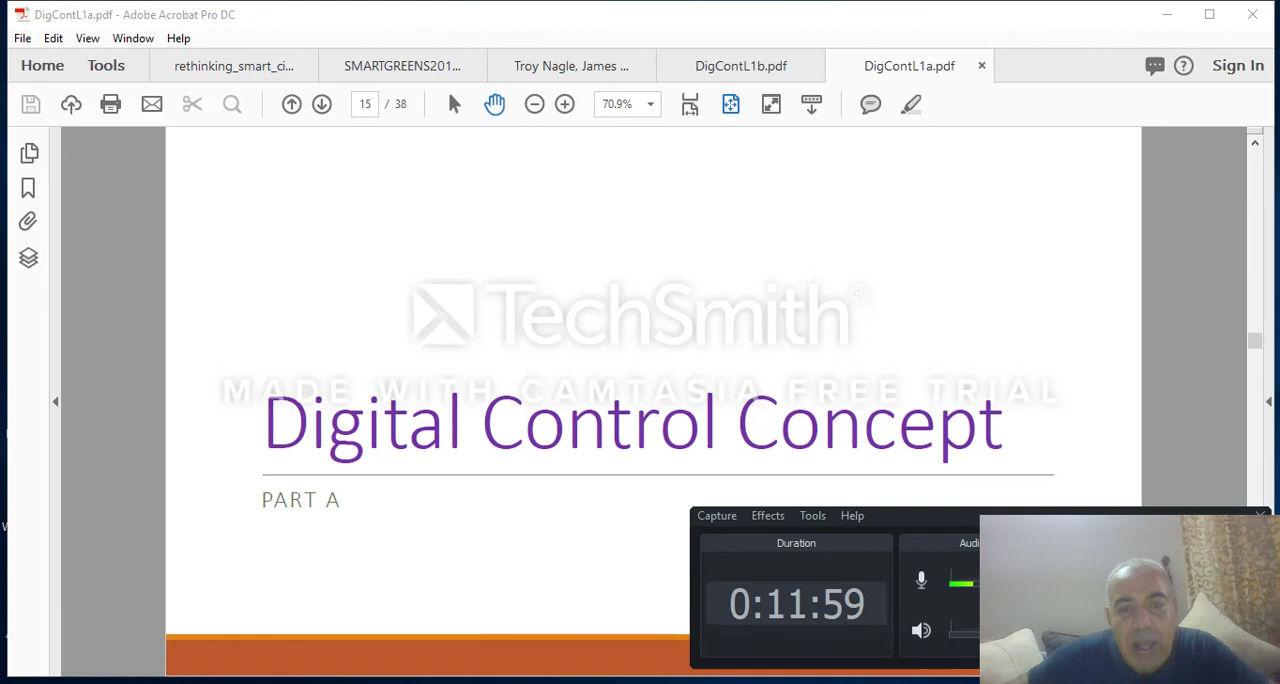 DigContL1a.pdf - Adobe Acrobat Pro DC
File Edit View Window Help
Home Tools rethinking_smart_ci... SMARTGREENS201... Troy Nagle, James ... DigContL1b.pdf DigContL1a.pdf × Sign In
15 / 38 70.9%
TechSmith®
MADE WITH CAMTASIA FREE TRIAL
Digital Control Concept
PART A
Capture Effects Tools Help
Duration Audi
0:11:59